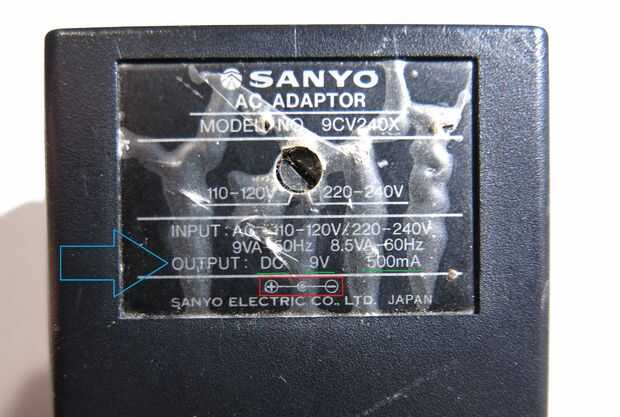 SANYO
AC ADAPTOR
MODEL NO. 9CV240X
110-120V 220-240V
INPUT: AC 110-120V/220-240V
9VA-50Hz 8.5VA-60Hz
OUTPUT: DC 9V 500mA
+ -
SANYO ELECTRIC CO., LTD. JAPAN